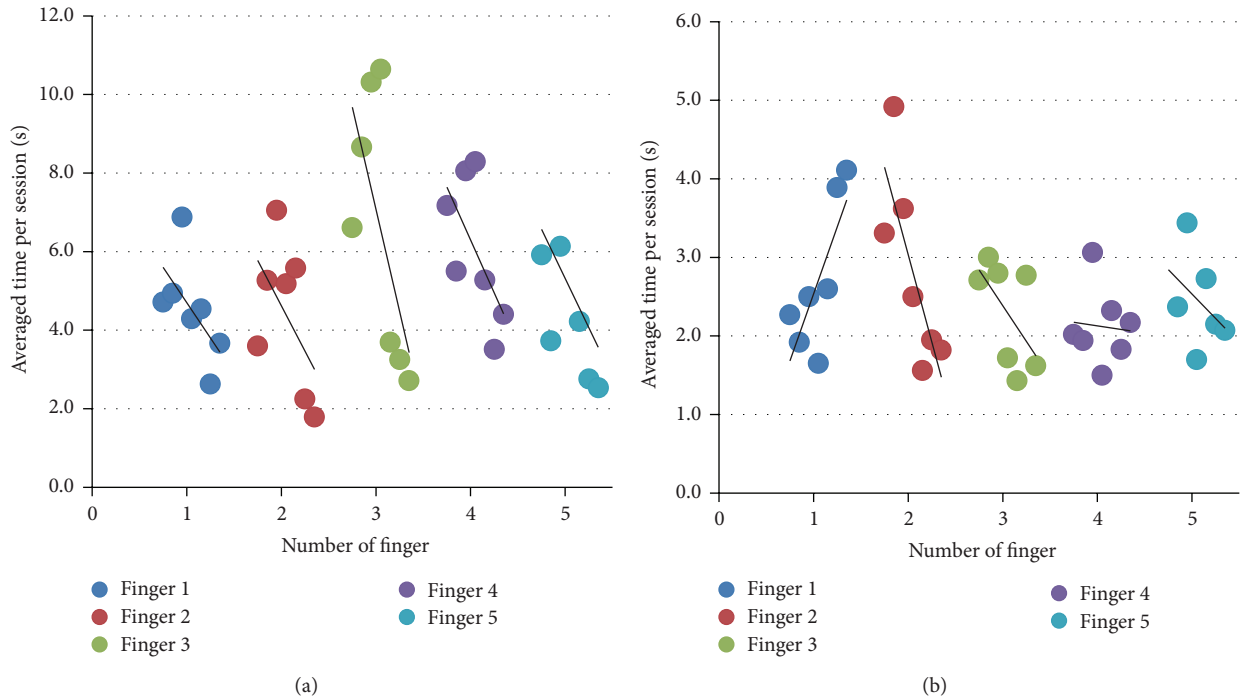 12.0
10.0
8.0
6.0
4.0
2.0
0.0
Averaged time per session (s)
0
1
2
3
4
5
Number of finger
Finger 1
Finger 2
Finger 3
Finger 4
Finger 5
(a)
6.0
5.0
4.0
3.0
2.0
1.0
0.0
Averaged time per session (s)
0
1
2
3
4
5
Number of finger
Finger 1
Finger 2
Finger 3
Finger 4
Finger 5
(b)